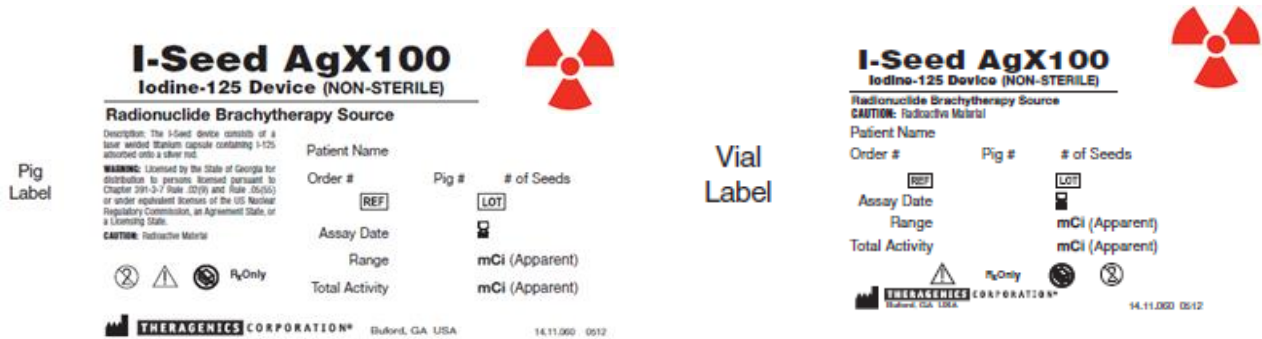 Pig
Label
I-Seed AgX100
Iodine-125 Device (NON-STERILE)
Radionuclide Brachytherapy Source
Description: The I-Seed device consists of a
laser welded titanium capsule containing I-125
adsorbed onto a silver rod.
WARNING: Licensed by the State of Georgia for
distribution to persons licensed pursuant to
Chapter 391-3-7 Rule .02(9) and Rule .05(55)
or under equivalent licenses of the US Nuclear
Regulatory Commission, an Agreement State, or
a Licensing State.
CAUTION: Radioactive Material
Patient Name
Order # Pig # # of Seeds
REF LOT
Assay Date
Range mCi (Apparent)
Total Activity mCi (Apparent)
2 RxOnly
THERAGENICS CORPORATION® Buford, GA USA 14.11.060 0512
Vial
Label
I-Seed AgX100
Iodine-125 Device (NON-STERILE)
Radionuclide Brachytherapy Source
CAUTION: Radioactive Material
Patient Name
Order # Pig # # of Seeds
REF LOT
Assay Date
Range mCi (Apparent)
Total Activity mCi (Apparent)
RxOnly 2
THERAGENICS CORPORATION®
Buford, GA USA
14.11.060 0512